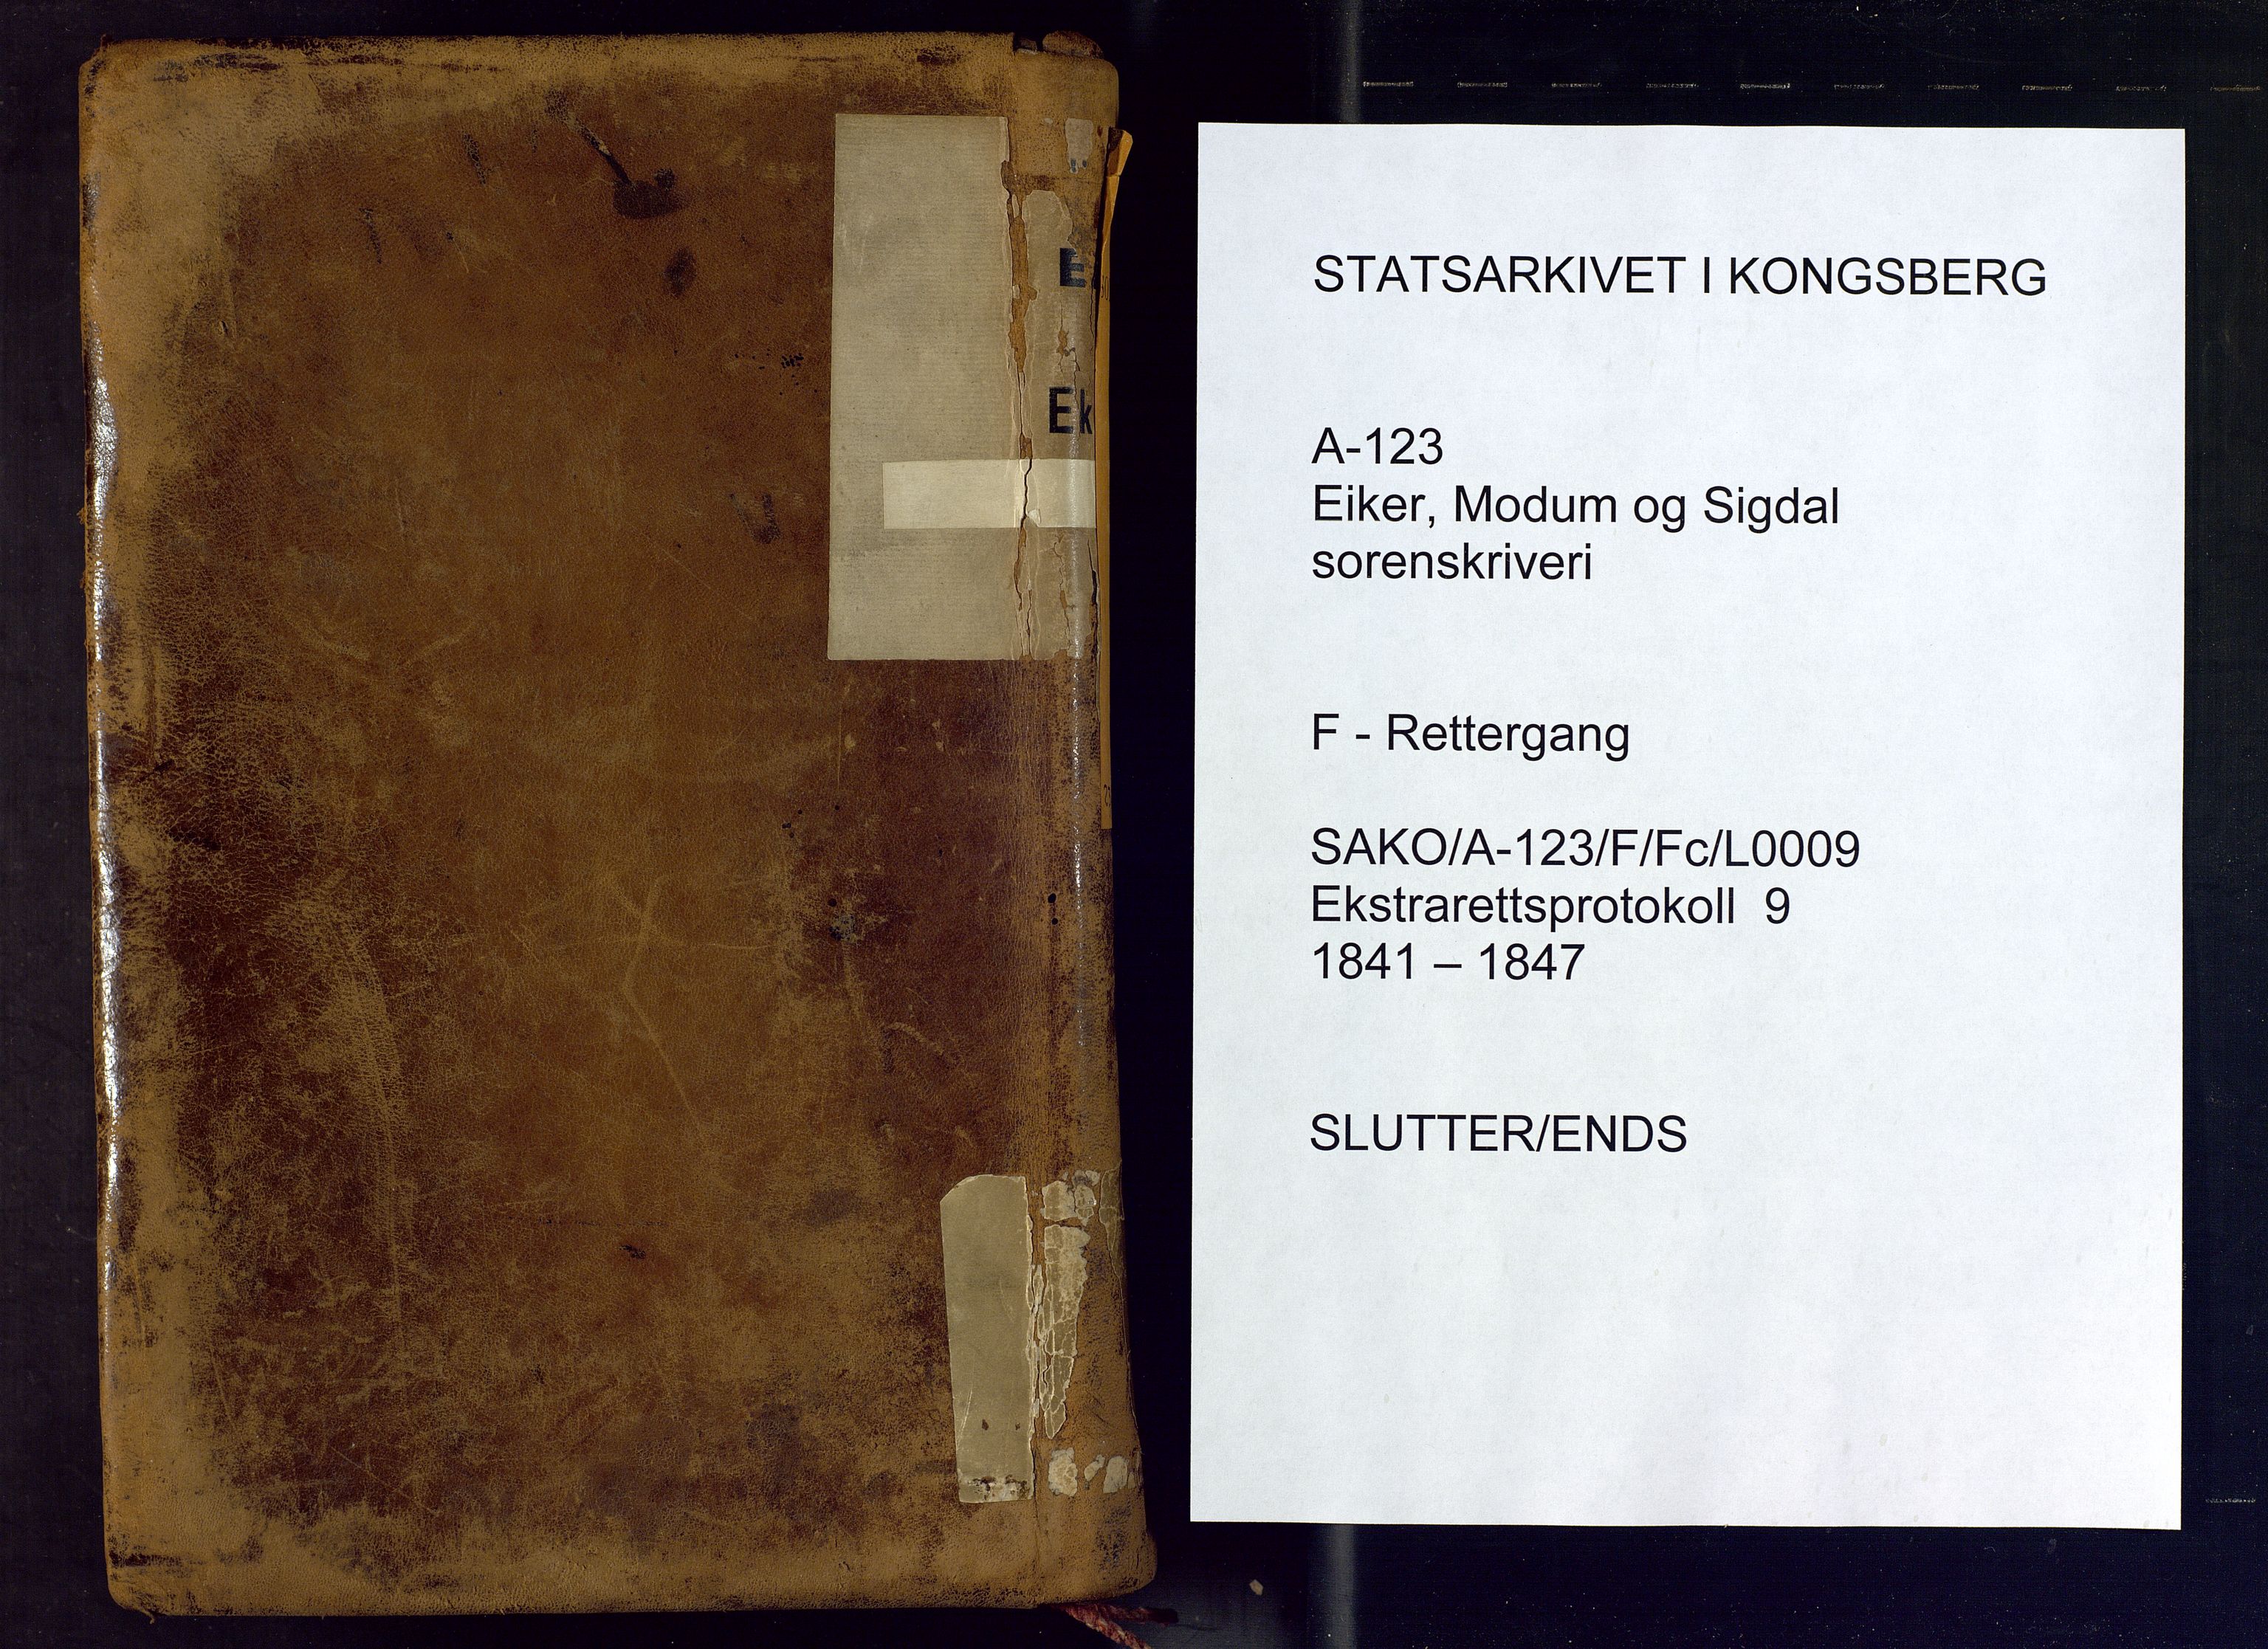 E
Ek
STATSARKIVET I KONGSBERG
A-123
Eiker, Modum og Sigdal
sorenskriveri
F - Rettergang
SAKO/A-123/F/Fc/L0009
Ekstrarettsprotokoll 9
1841 – 1847
SLUTTER/ENDS